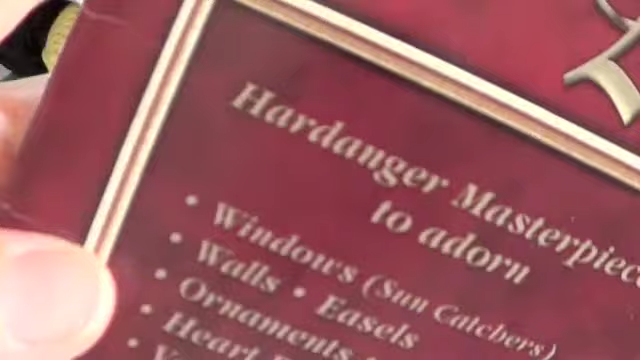 Hardanger Masterpiec
to adorn
• Windows (Sun Catchers)
• Walls • Easels
• Ornaments
• Heart